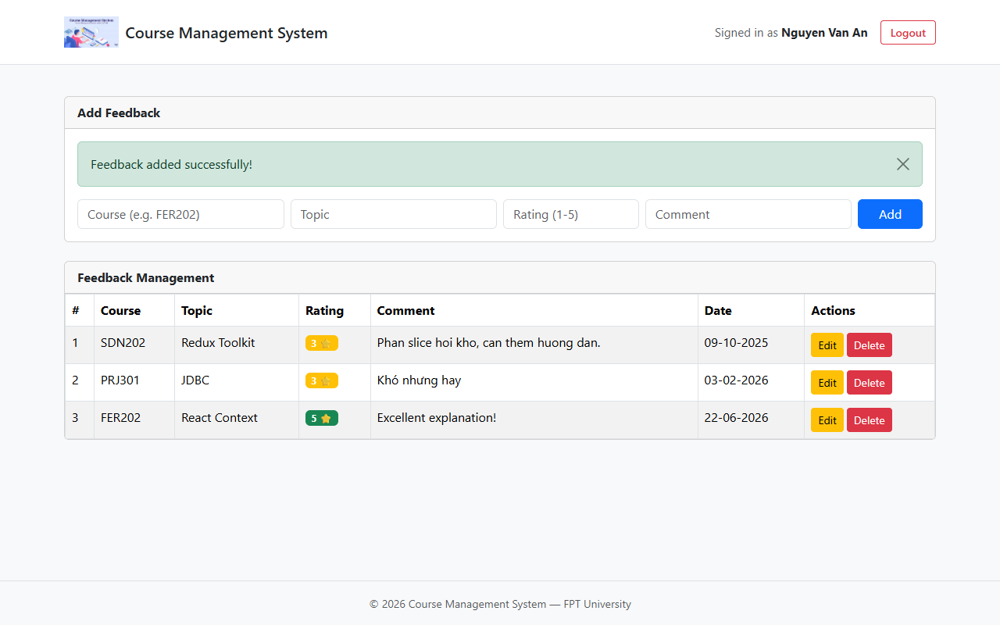 Course Management System
Course Management System
Signed in as Nguyen Van An
Logout
Add Feedback
Feedback added successfully!
Course (e.g. FER202)
Topic
Rating (1-5)
Comment
Add
Feedback Management
# Course Topic Rating Comment Date Actions
1 SDN202 Redux Toolkit 3 ⭐ Phan slice hoi kho, can them huong dan. 09-10-2025 Edit Delete
2 PRJ301 JDBC 3 ⭐ Khó nhưng hay 03-02-2026 Edit Delete
3 FER202 React Context 5 ⭐ Excellent explanation! 22-06-2026 Edit Delete
© 2026 Course Management System — FPT University